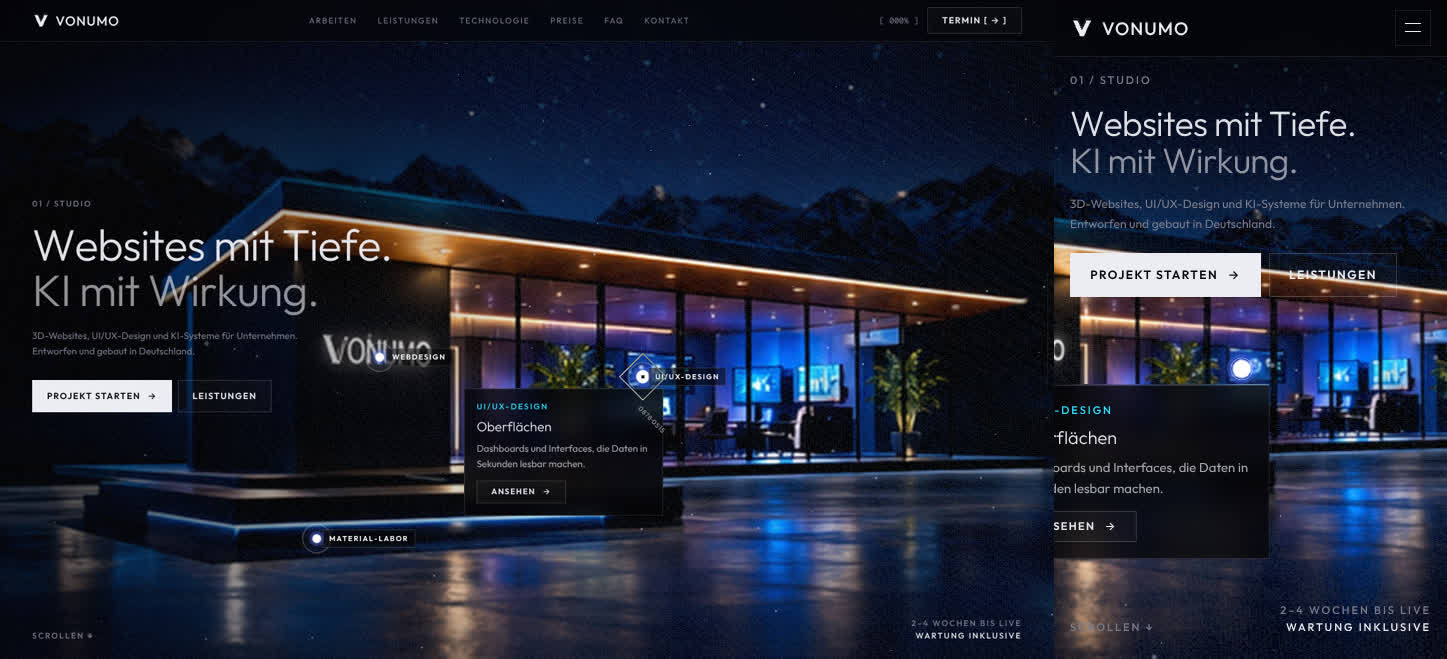 VONUMO
ARBEITEN
LEISTUNGEN
TECHNOLOGIE
PREISE
FAQ
KONTAKT
[ 000% ]
TERMIN [ → ]
01 / STUDIO
Websites mit Tiefe.
KI mit Wirkung.
3D-Websites, UI/UX-Design und KI-Systeme für Unternehmen.
Entworfen und gebaut in Deutschland.
PROJEKT STARTEN →
LEISTUNGEN
VONUMO
WEBDESIGN
UI/UX-DESIGN
UI/UX-DESIGN
Oberflächen
Dashboards und Interfaces, die Daten in
Sekunden lesbar machen.
ANSEHEN →
MATERIAL-LABOR
SCROLLEN ↓
2–4 WOCHEN BIS LIVE
WARTUNG INKLUSIVE
VONUMO
01 / STUDIO
Websites mit Tiefe.
KI mit Wirkung.
3D-Websites, UI/UX-Design und KI-Systeme für Unternehmen.
Entworfen und gebaut in Deutschland.
PROJEKT STARTEN →
LEISTUNGEN
O
-DESIGN
rflächen
oards und Interfaces, die Daten in
den lesbar machen.
SEHEN →
SCROLLEN ↓
2–4 WOCHEN BIS LIVE
WARTUNG INKLUSIVE